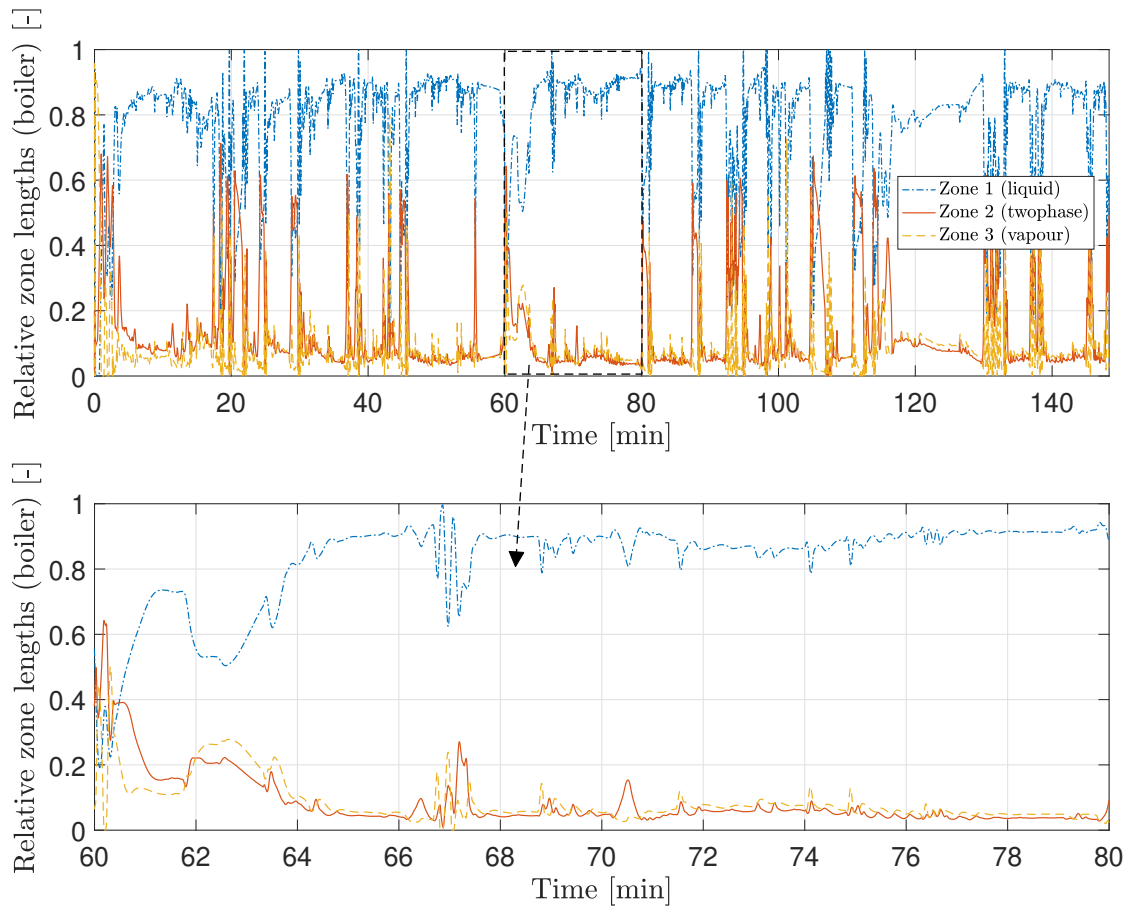 Relative zone lengths (boiler) [-]
1
0.8
0.6
0.4
0.2
0
Zone 1 (liquid)
Zone 2 (twophase)
Zone 3 (vapour)
0 20 40 60 80 100 120 140
Time [min]
Relative zone lengths (boiler) [-]
1
0.8
0.6
0.4
0.2
0
60 62 64 66 68 70 72 74 76 78 80
Time [min]